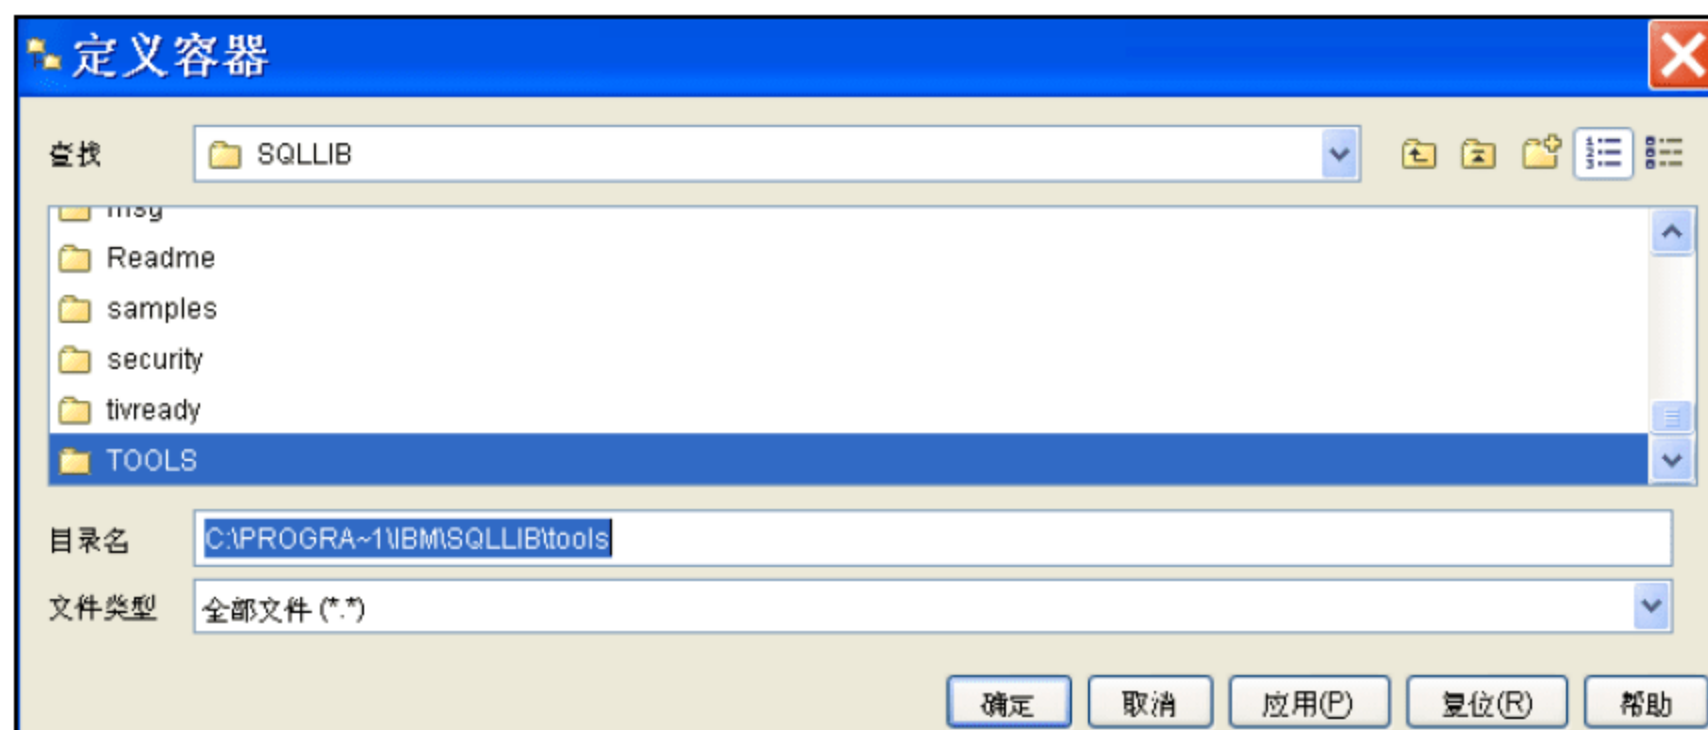 定义容器
查找 SQLLIB
msg
Readme
samples
security
tivready
TOOLS
目录名 C:\PROGRA~1\IBM\SQLLIB\tools
文件类型 全部文件 (*.*)
确定 取消 应用(P) 复位(R) 帮助